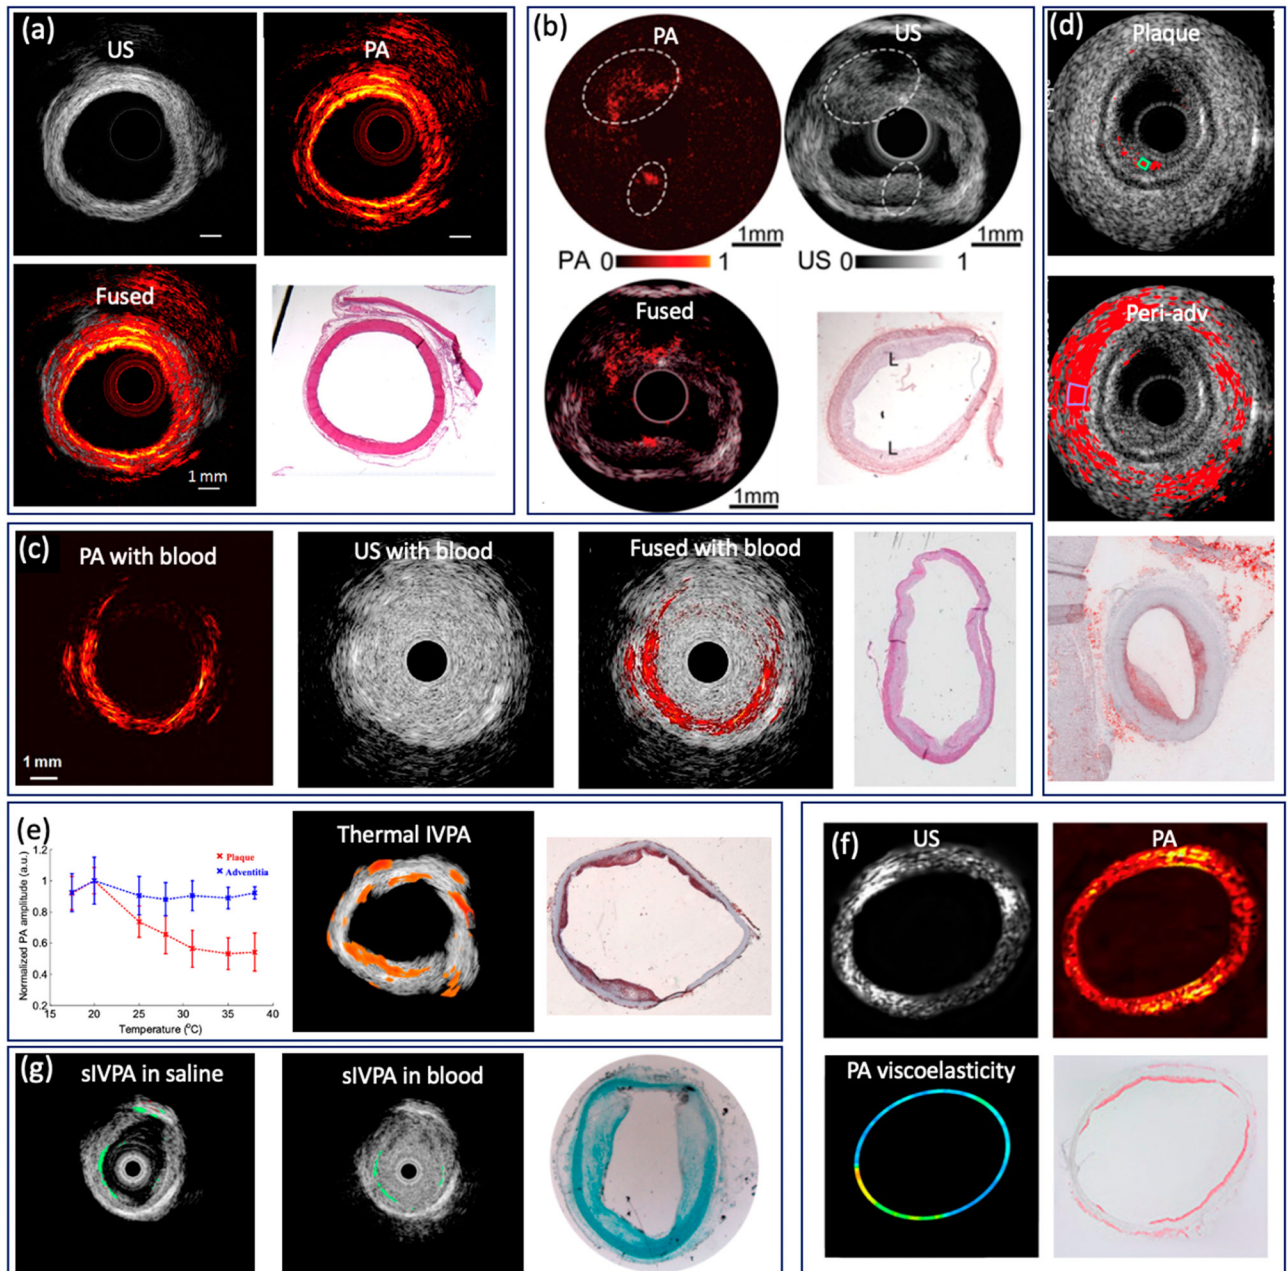 (a)
US
PA
Fused
1 mm
(b)
PA
US
1mm
1mm
PA 0 1
US 0 1
Fused
1mm
L
L
(d)
Plaque
Peri-adv
(c)
PA with blood
US with blood
Fused with blood
1 mm
(e)
Normalized PA amplitude (a.u.)
1.2
1
0.8
0.6
0.4
0.2
15 20 25 30 35 40
Temperature (⁰C)
Plaque
Adventitia
Thermal IVPA
(f)
US
PA
PA viscoelasticity
(g)
sIVPA in saline
sIVPA in blood